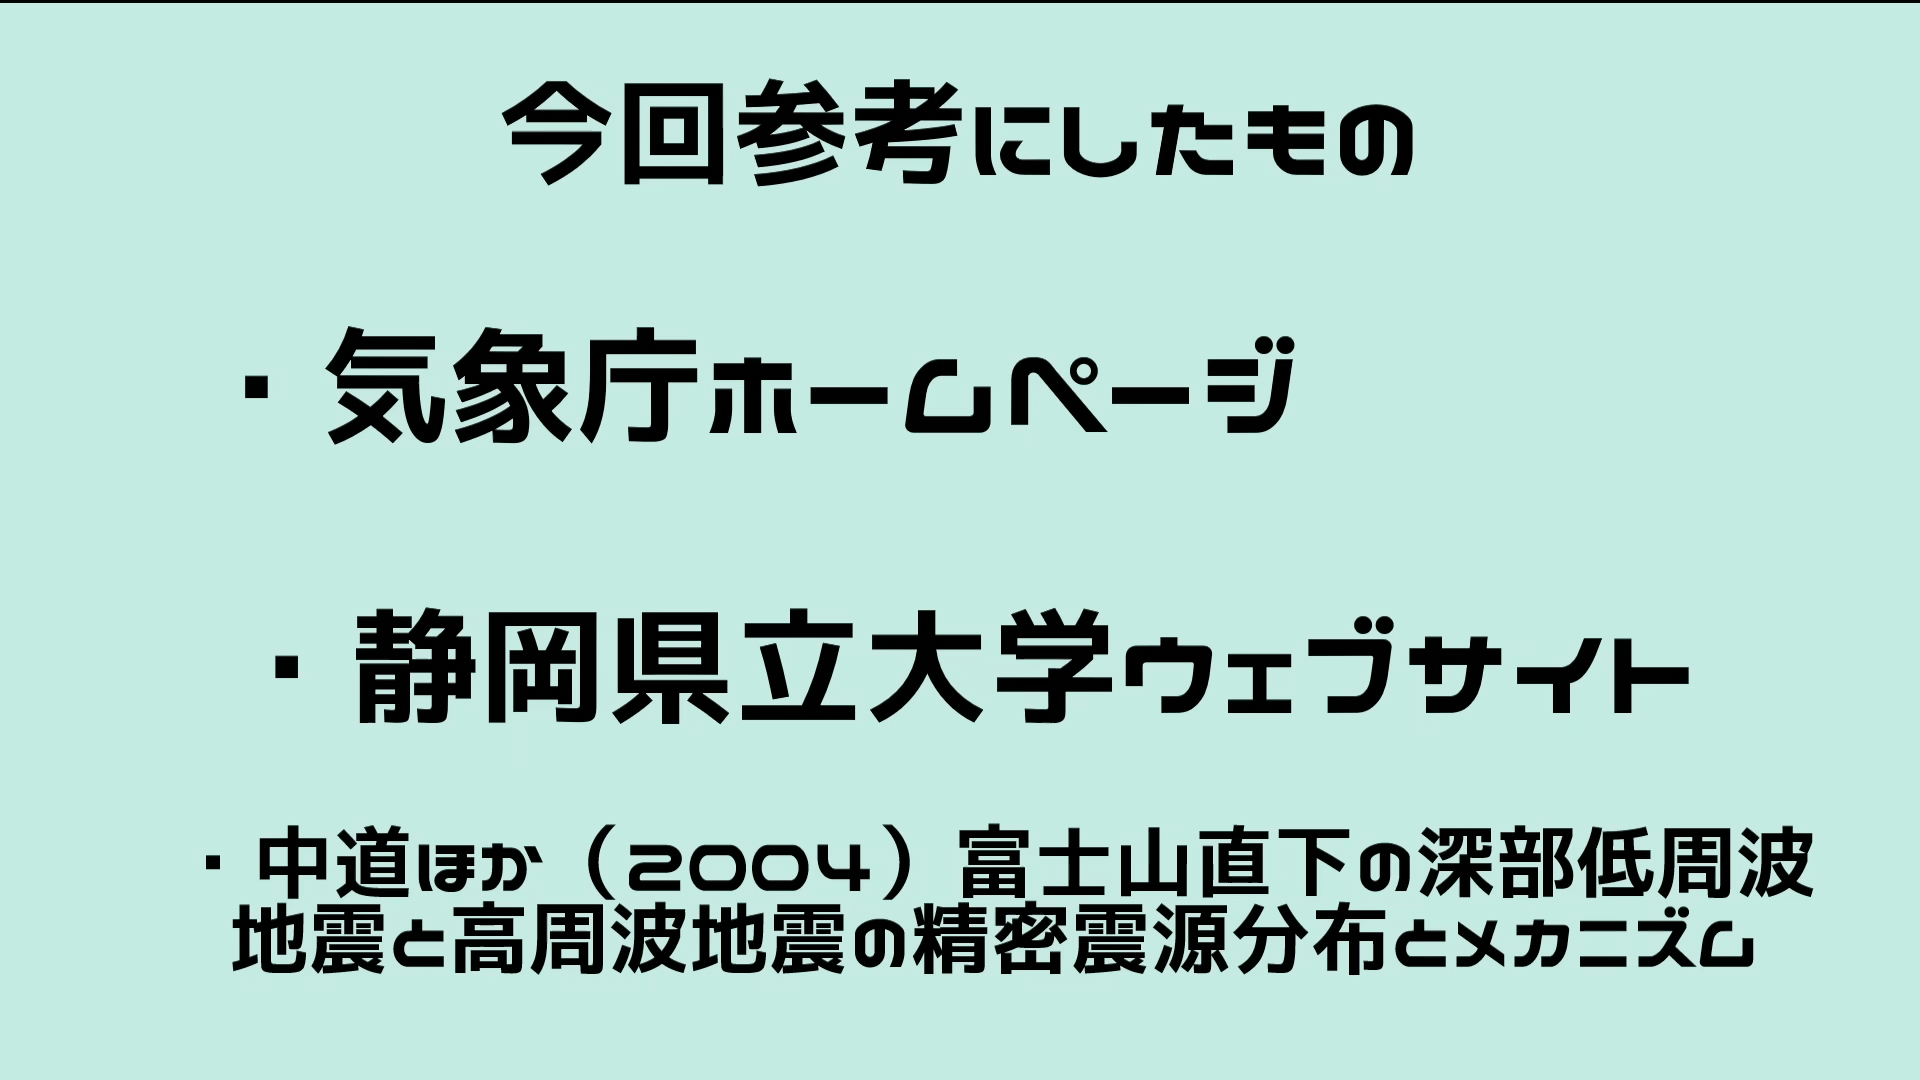 今回参考にしたもの
・気象庁ホームページ
・静岡県立大学ウェブサイト
・中道ほか（2004）富士山直下の深部低周波
地震と高周波地震の精密震源分布とメカニズム